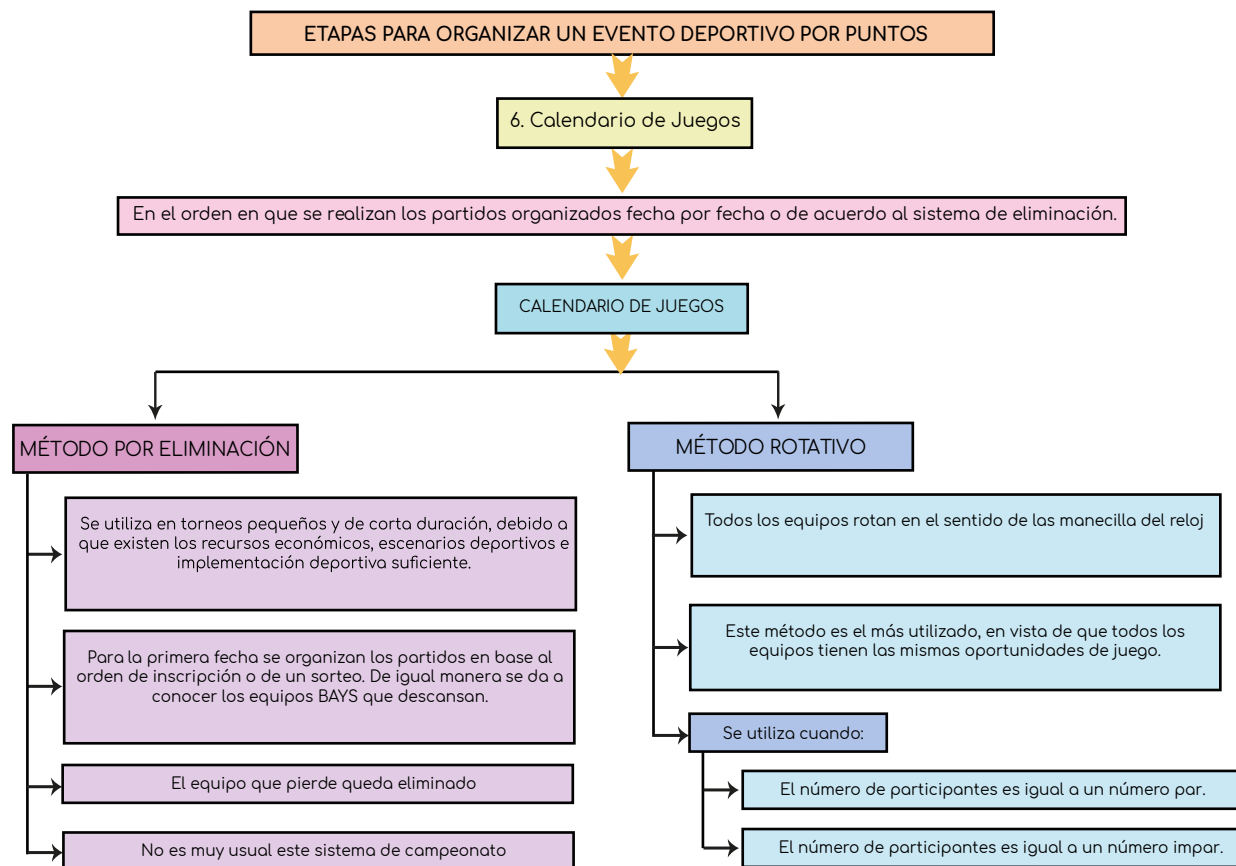 ETAPAS PARA ORGANIZAR UN EVENTO DEPORTIVO POR PUNTOS
6. Calendario de Juegos
En el orden en que se realizan los partidos organizados fecha por fecha o de acuerdo al sistema de eliminación.
CALENDARIO DE JUEGOS
MÉTODO POR ELIMINACIÓN
Se utiliza en torneos pequeños y de corta duración, debido a
que existen los recursos económicos, escenarios deportivos e
implementación deportiva suficiente.
Para la primera fecha se organizan los partidos en base al
orden de inscripción o de un sorteo. De igual manera se da a
conocer los equipos BAYS que descansan.
El equipo que pierde queda eliminado
No es muy usual este sistema de campeonato
MÉTODO ROTATIVO
Todos los equipos rotan en el sentido de las manecilla del reloj
Este método es el más utilizado, en vista de que todos los
equipos tienen las mismas oportunidades de juego.
Se utiliza cuando:
El número de participantes es igual a un número par.
El número de participantes es igual a un número impar.